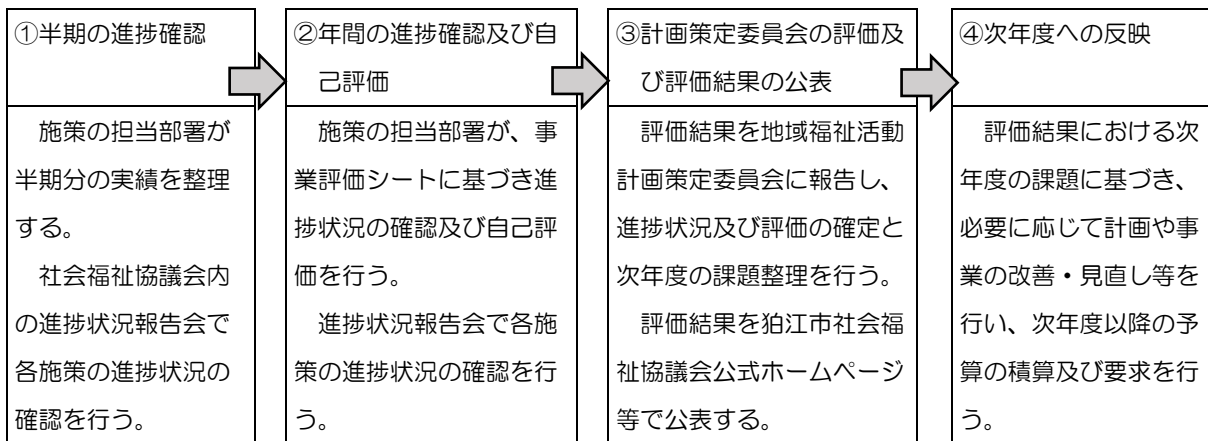 ①半期の進捗確認
施策の担当部署が
半期分の実績を整理
する。
社会福祉協議会内
の進捗状況報告会で
各施策の進捗状況の
確認を行う。
②年間の進捗確認及び自
己評価
施策の担当部署が、事
業評価シートに基づき進
捗状況の確認及び自己評
価を行う。
進捗状況報告会で各施
策の進捗状況の確認を行
う。
③計画策定委員会の評価及
び評価結果の公表
評価結果を地域福祉活動
計画策定委員会に報告し、
進捗状況及び評価の確定と
次年度の課題整理を行う。
評価結果を狛江市社会福
祉協議会公式ホームページ
等で公表する。
④次年度への反映
評価結果における次
年度の課題に基づき、
必要に応じて計画や事
業の改善・見直し等を
行い、次年度以降の予
算の積算及び要求を行
う。